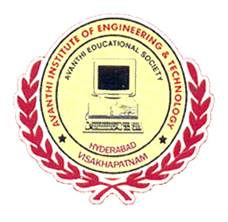 AVANTHI INSTITUTE OF ENGINEERING & TECHNOLOGY
AVANTHI EDUCATIONAL SOCIETY
HYDERABAD
VISAKHAPATNAM